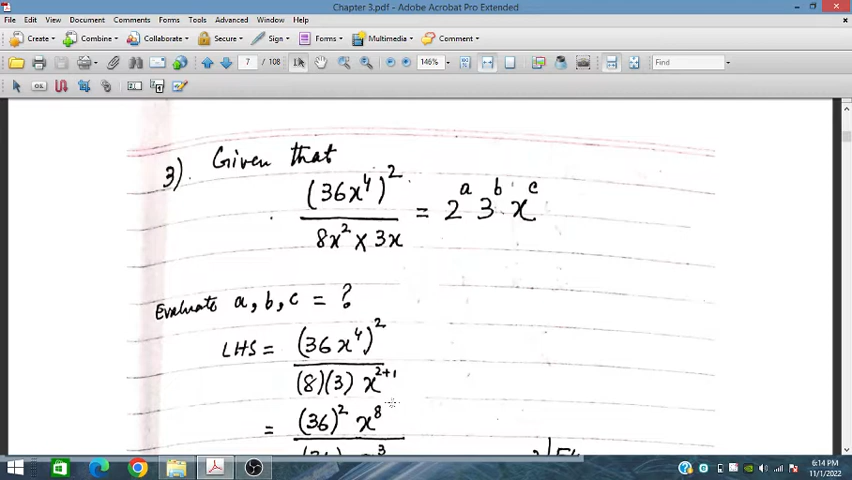 Chapter 3.pdf - Adobe Acrobat Pro Extended
File Edit View Document Comments Forms Tools Advanced Window Help
Create Combine Collaborate Secure Sign Forms Multimedia Comment
7 / 108 146% Find
3). Given that
(36x⁴)²
= 2ᵃ 3ᵇ xᶜ
8x² × 3x
Evaluate a, b, c = ?
LHS = (36x⁴)²
(8)(3) x²⁺¹
= (36)² x⁸
6:14 PM
11/1/2022